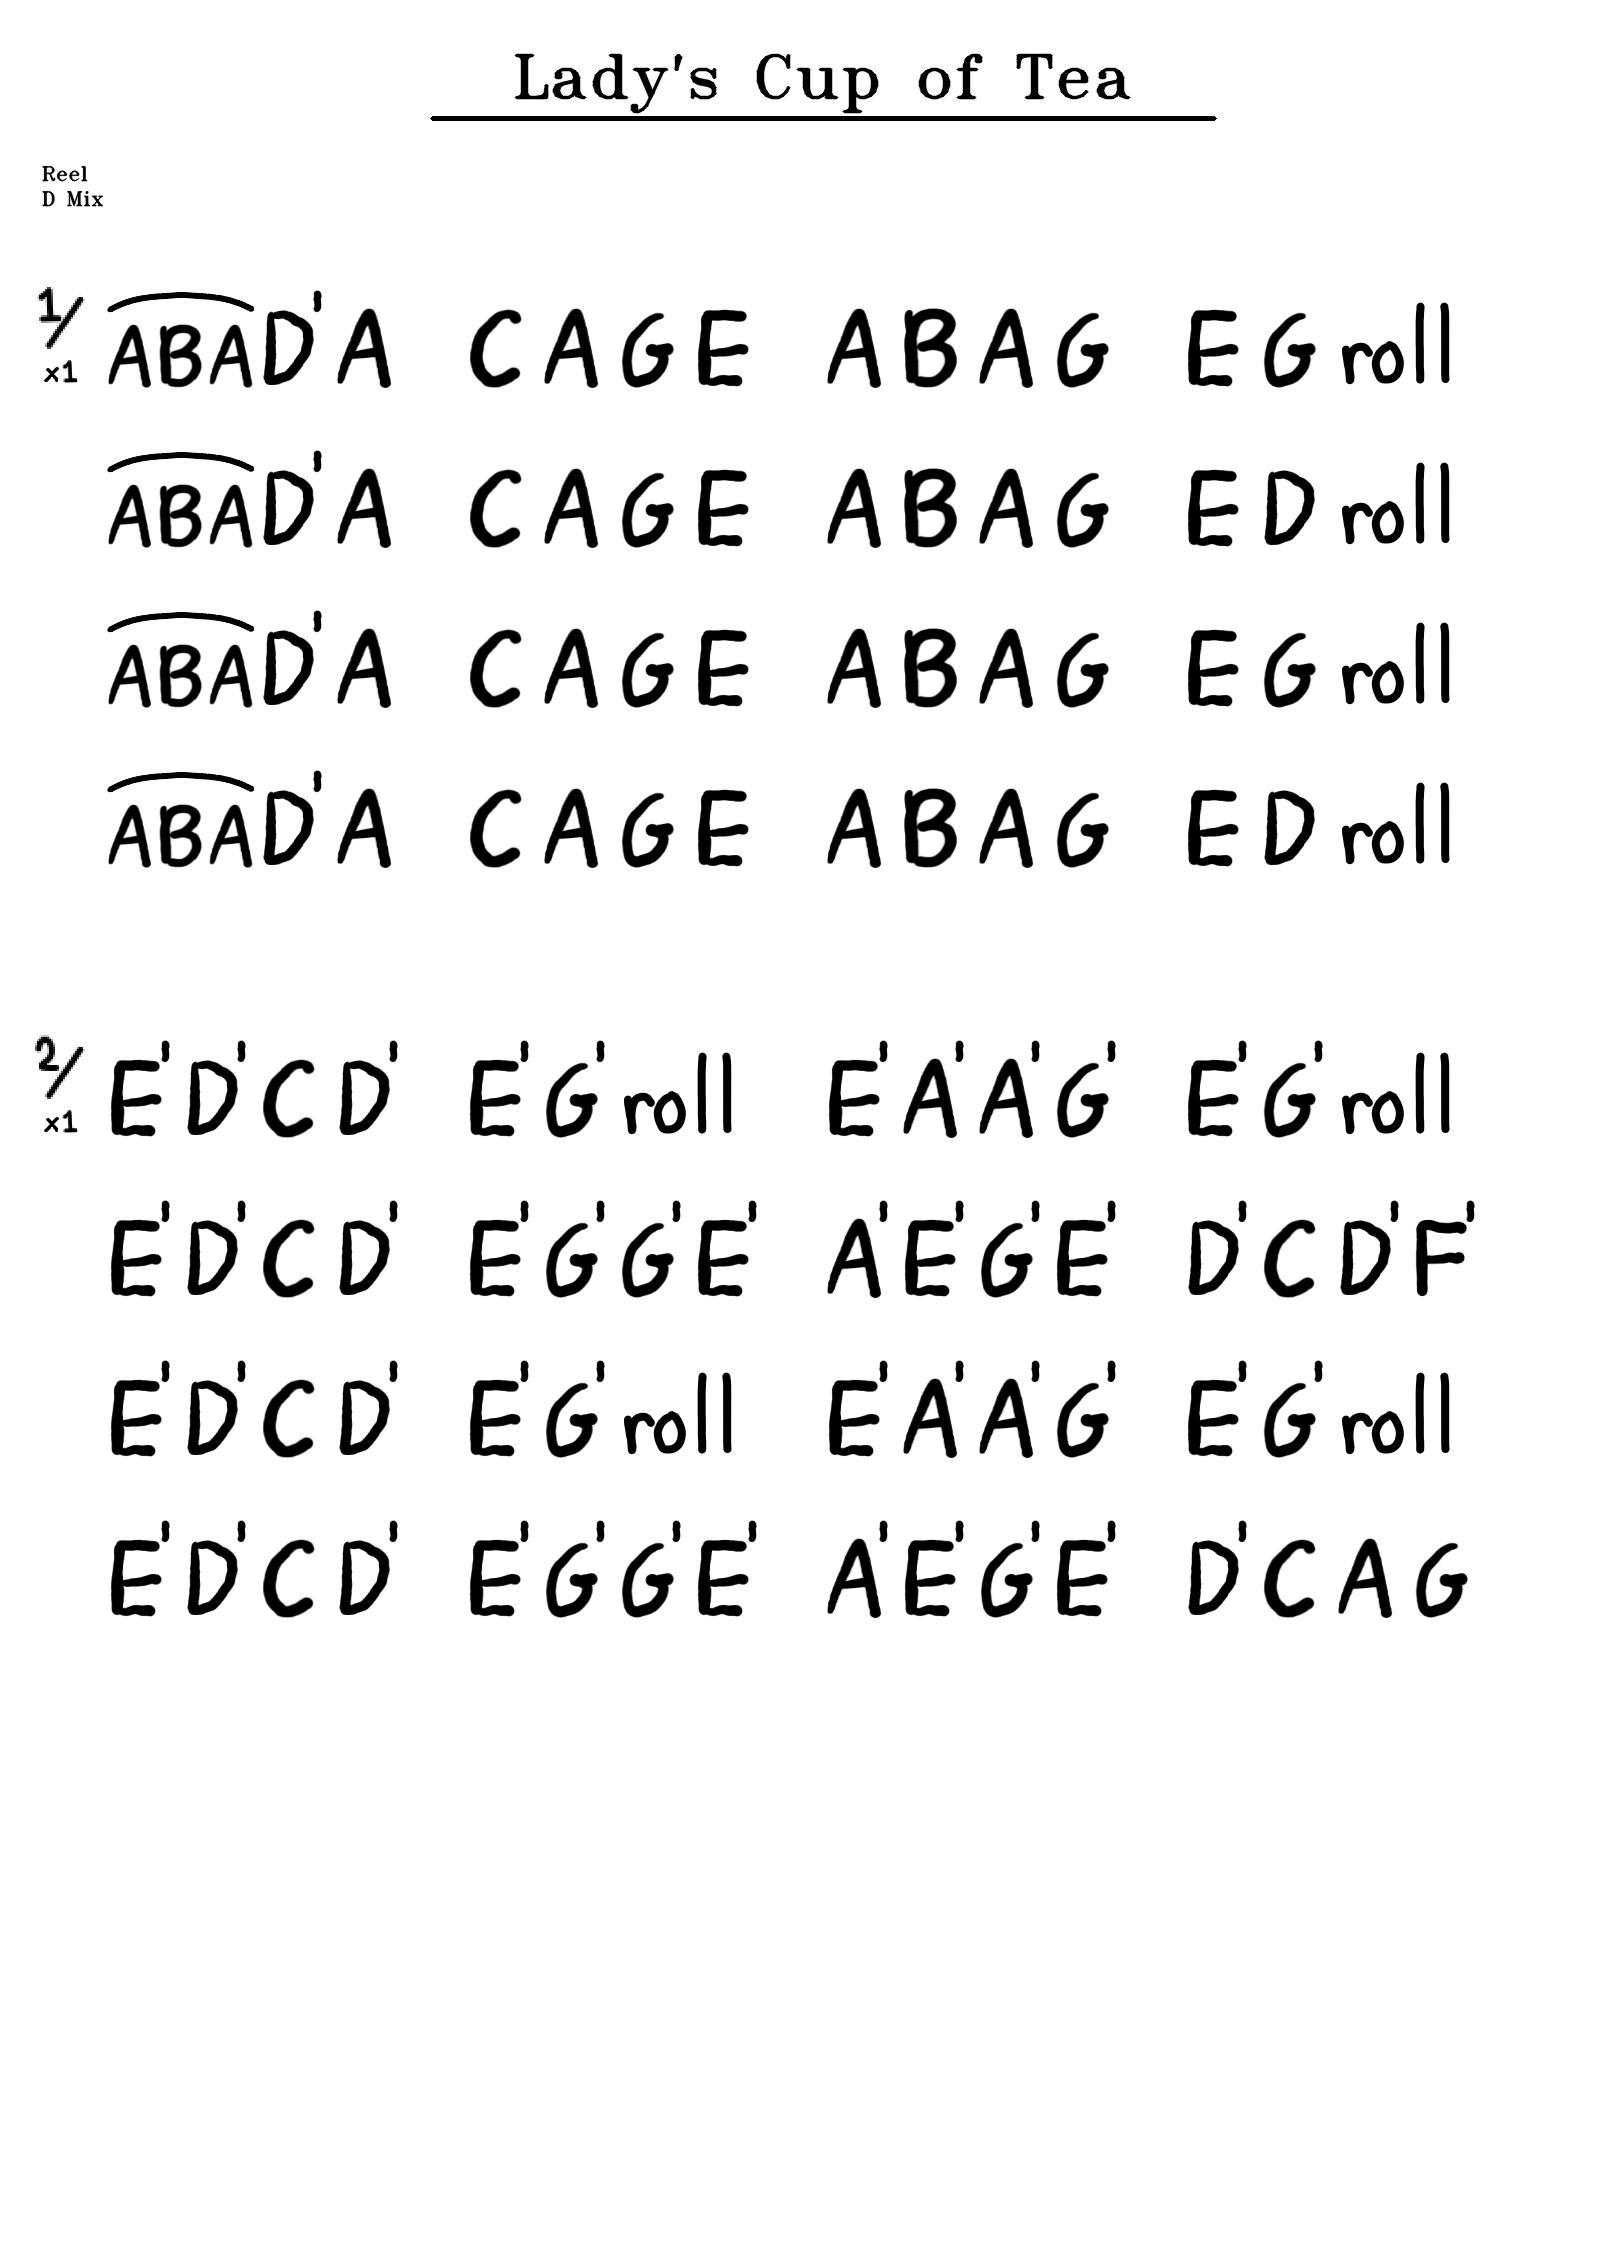 Lady's Cup of Tea
Reel
D Mix
1/ ABAD'A CAGE ABAG EG roll
x1
ABAD'A CAGE ABAG ED roll
ABAD'A CAGE ABAG EG roll
ABAD'A CAGE ABAG ED roll
2/ E'D'CD' E'G' roll E'A'A'G' E'G' roll
x1
E'D'CD' E'G'G'E' A'E'G'E' D'CD'F'
E'D'CD' E'G' roll E'A'A'G' E'G' roll
E'D'CD' E'G'G'E' A'E'G'E' D'CAG